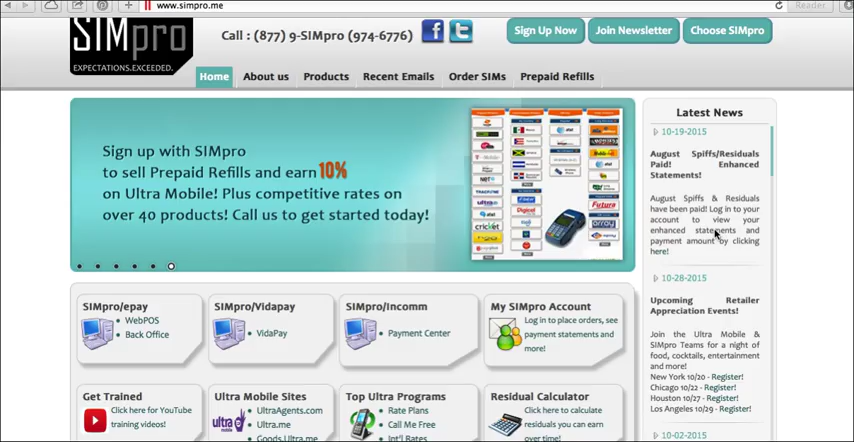 www.simpro.me
Reader
SIMpro
EXPECTATIONS.EXCEEDED.
Call : (877) 9-SIMpro (974-6776)
Sign Up Now
Join Newsletter
Choose SIMpro
Home
About us
Products
Recent Emails
Order SIMs
Prepaid Refills
Sign up with SIMpro
to sell Prepaid Refills and earn 10%
on Ultra Mobile! Plus competitive rates on
over 40 products! Call us to get started today!
Latest News
10-19-2015
August Spiffs/Residuals
Paid! Enhanced
Statements!
August Spiffs & Residuals
have been paid! Log in to your
account to view your
enhanced statements and
payment amount by clicking
here!
10-28-2015
Upcoming Retailer
Appreciation Events!
Join the Ultra Mobile &
SIMpro Teams for a night of
food, cocktails, entertainment
and more!
New York 10/20 - Register!
Chicago 10/22 - Register!
Houston 10/27 - Register!
Los Angeles 10/29 - Register!
10-02-2015
SIMpro/epay
WebPOS
Back Office
SIMpro/Vidapay
VidaPay
SIMpro/Incomm
Payment Center
My SIMpro Account
Log in to place orders, see
payment statements and
more!
Get Trained
Click here for YouTube
training videos!
Ultra Mobile Sites
ultra
UltraAgents.com
Ultra.me
Goods.Ultra.me
Top Ultra Programs
Rate Plans
Call Me Free
Int'l Rates
Residual Calculator
Click here to calculate
residuals you can earn
over time!